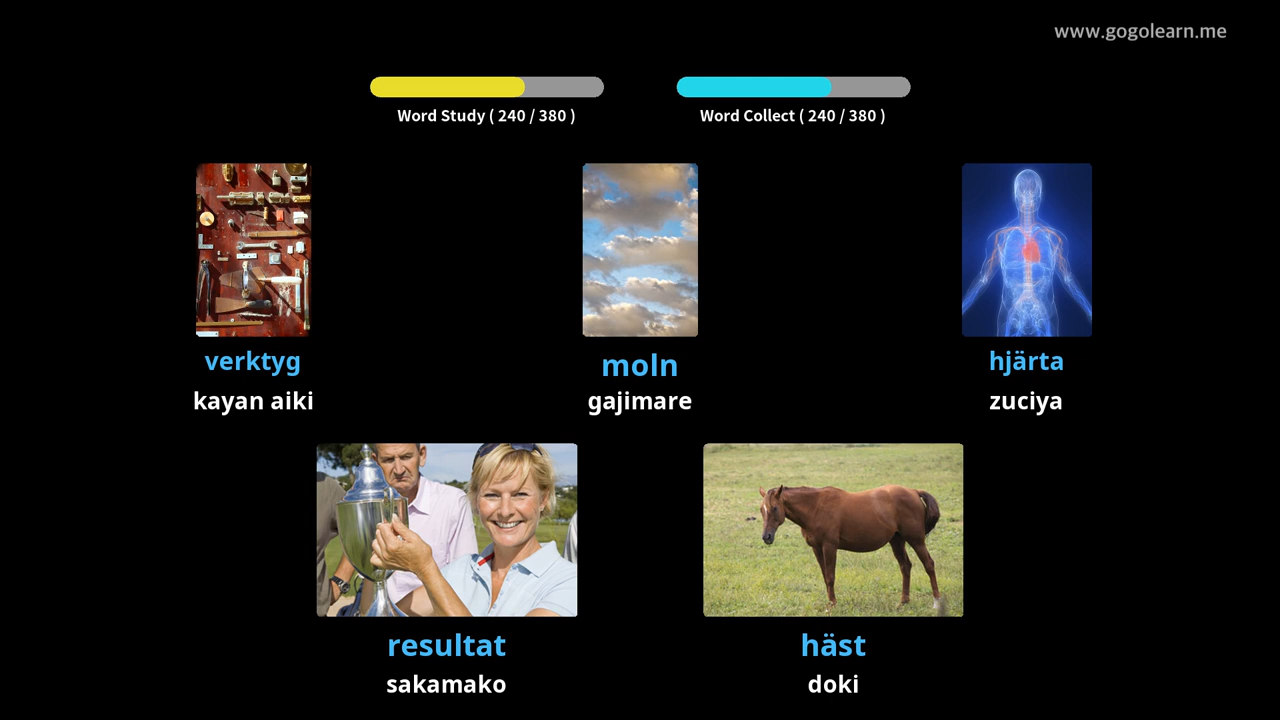 www.gogolearn.me
Word Study ( 240 / 380 )
Word Collect ( 240 / 380 )
verktyg
kayan aiki
moln
gajimare
hjärta
zuciya
resultat
sakamako
häst
doki